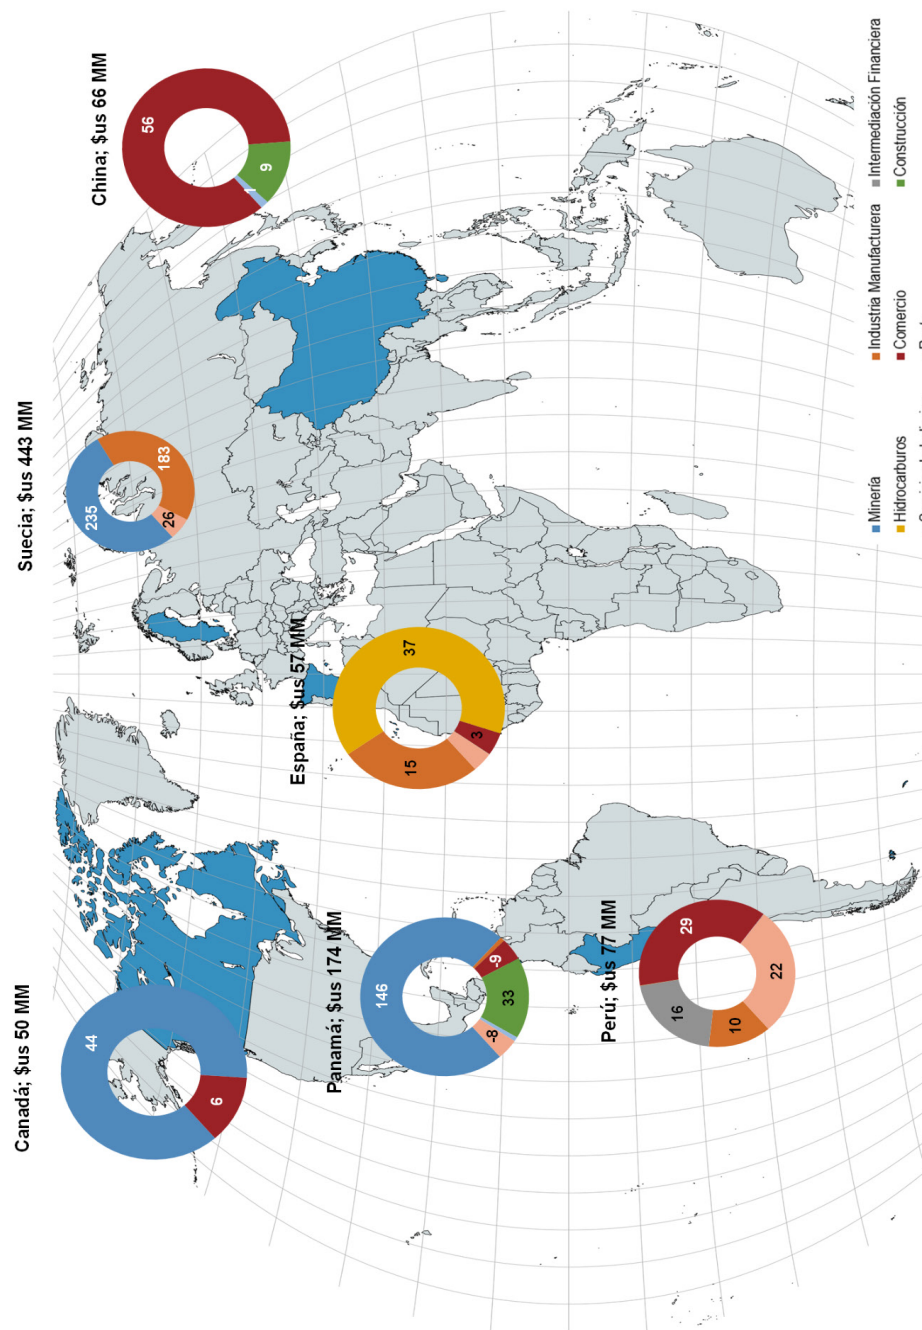 Suecia; $us 443 MM
China; $us 66 MM
Canadá; $us 50 MM
España; $us 57 MM
Panamá; $us 174 MM
Perú; $us 77 MM
44
6
235
183
26
56
9
1
37
15
3
146
-9
33
-8
29
16
10
22
Minería
Industria Manufacturera
Intermediación Financiera
Hidrocarburos
Comercio
Construcción